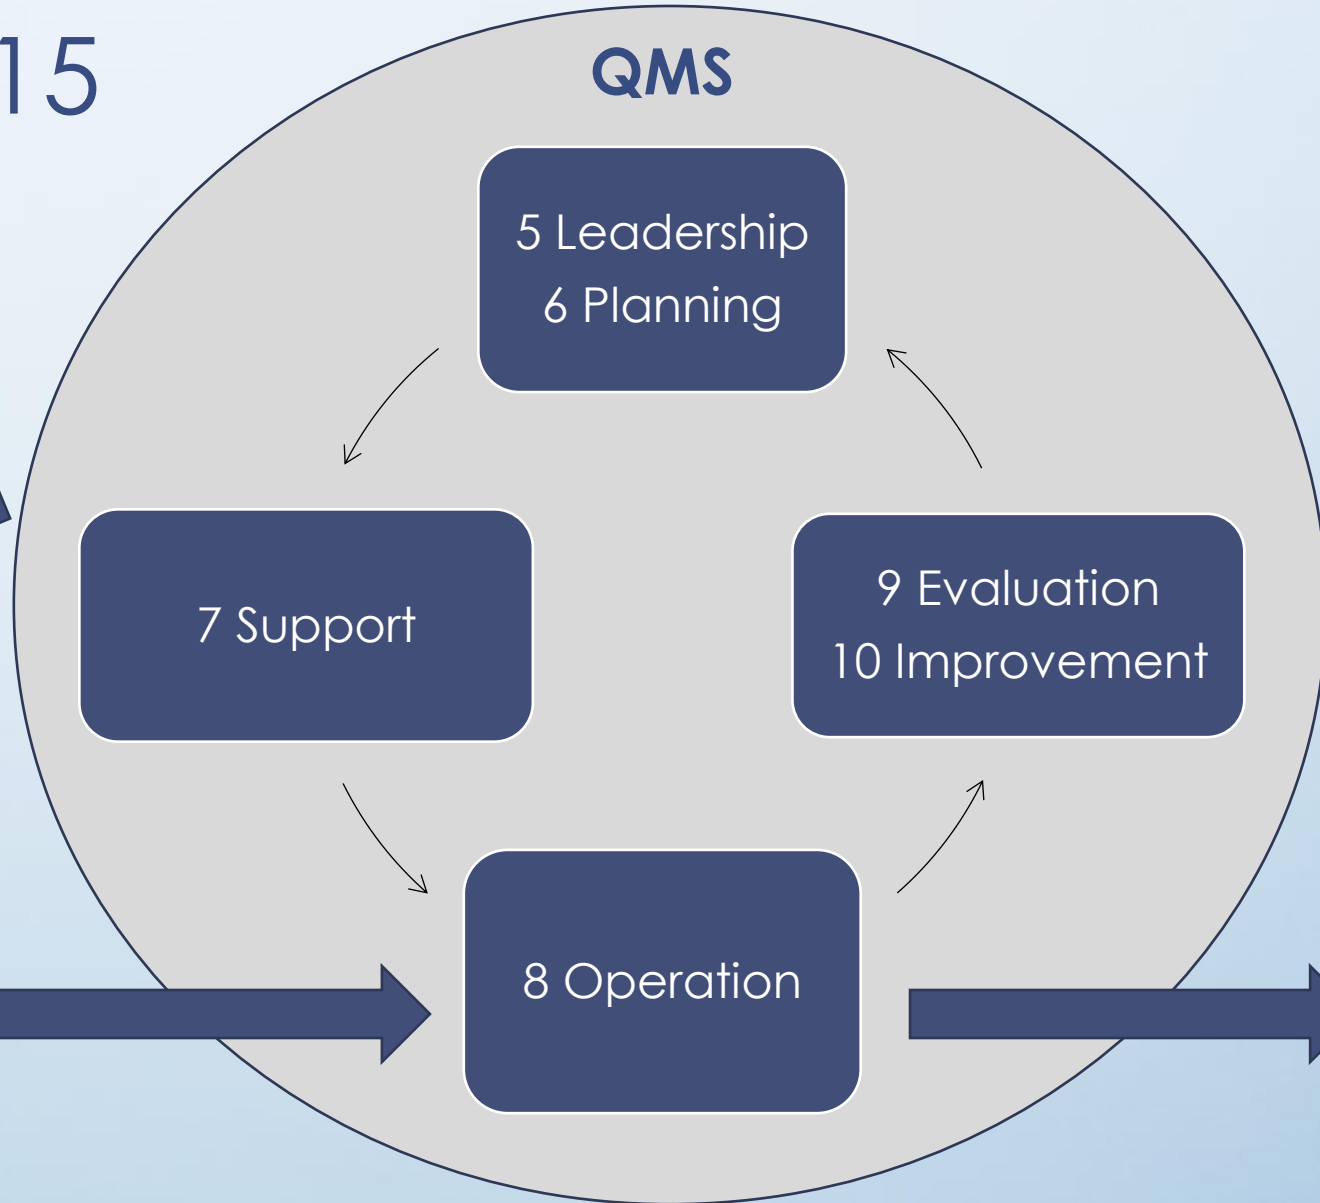 15
QMS
5 Leadership
6 Planning
7 Support
9 Evaluation
10 Improvement
8 Operation